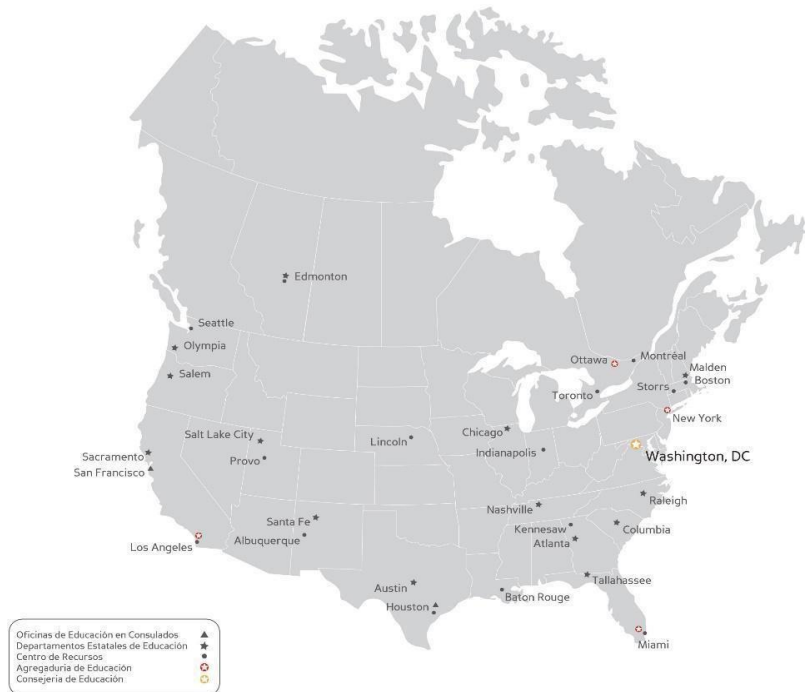 Edmonton
Seattle
Olympia
Salem
Ottawa
Montréal
Malden
Boston
Toronto
Storrs
New York
Salt Lake City
Lincoln
Chicago
Provo
Indianapolis
Washington, DC
Sacramento
San Francisco
Nashville
Raleigh
Santa Fe
Kennesaw
Columbia
Albuquerque
Atlanta
Los Angeles
Austin
Tallahassee
Houston
Baton Rouge
Miami
Oficinas de Educación en Consulados
Departamentos Estatales de Educación
Centro de Recursos
Agregaduría de Educación
Consejería de Educación